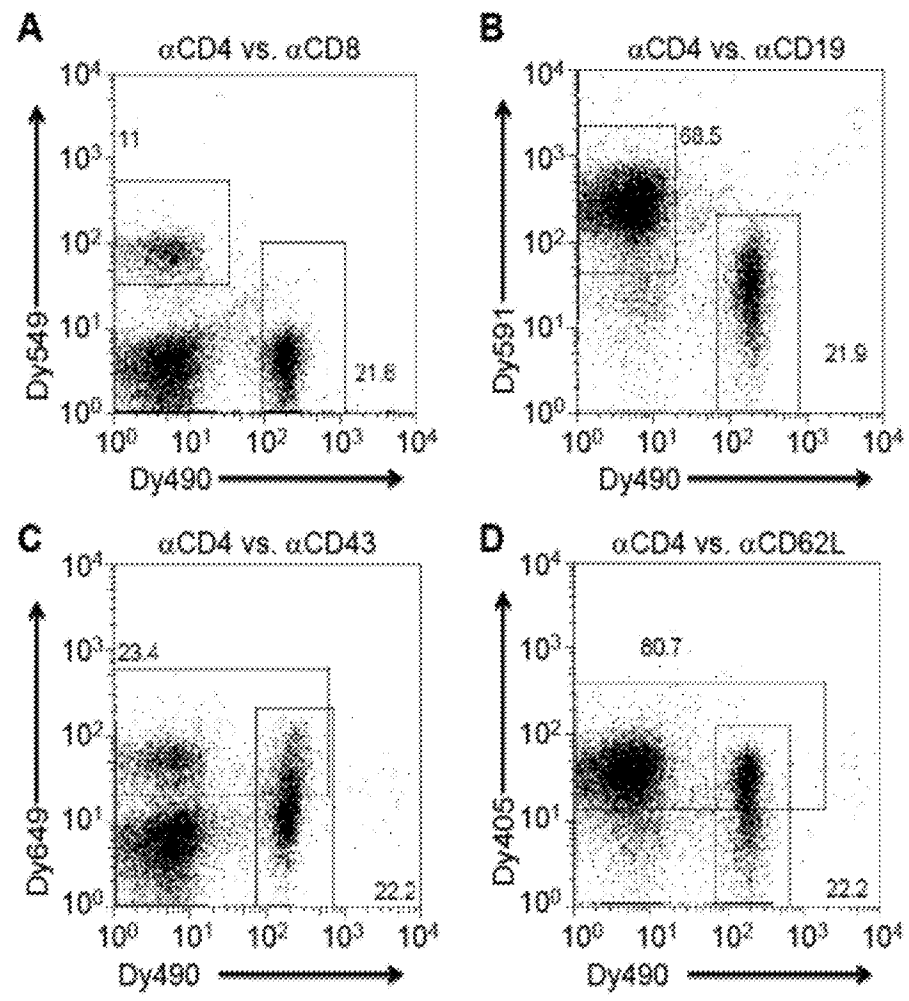 A
αCD4 vs. αCD8
10⁴
10³
10²
10¹
10⁰
11
21.6
Dy549
10⁰ 10¹ 10² 10³ 10⁴
Dy490
B
αCD4 vs. αCD19
10⁴
10³
10²
10¹
10⁰
68.5
21.9
Dy591
10⁰ 10¹ 10² 10³ 10⁴
Dy490
C
αCD4 vs. αCD43
10⁴
10³
10²
10¹
10⁰
23.4
22.2
Dy649
10⁰ 10¹ 10² 10³ 10⁴
Dy490
D
αCD4 vs. αCD62L
10⁴
10³
10²
10¹
10⁰
60.7
22.2
Dy405
10⁰ 10¹ 10² 10³ 10⁴
Dy490